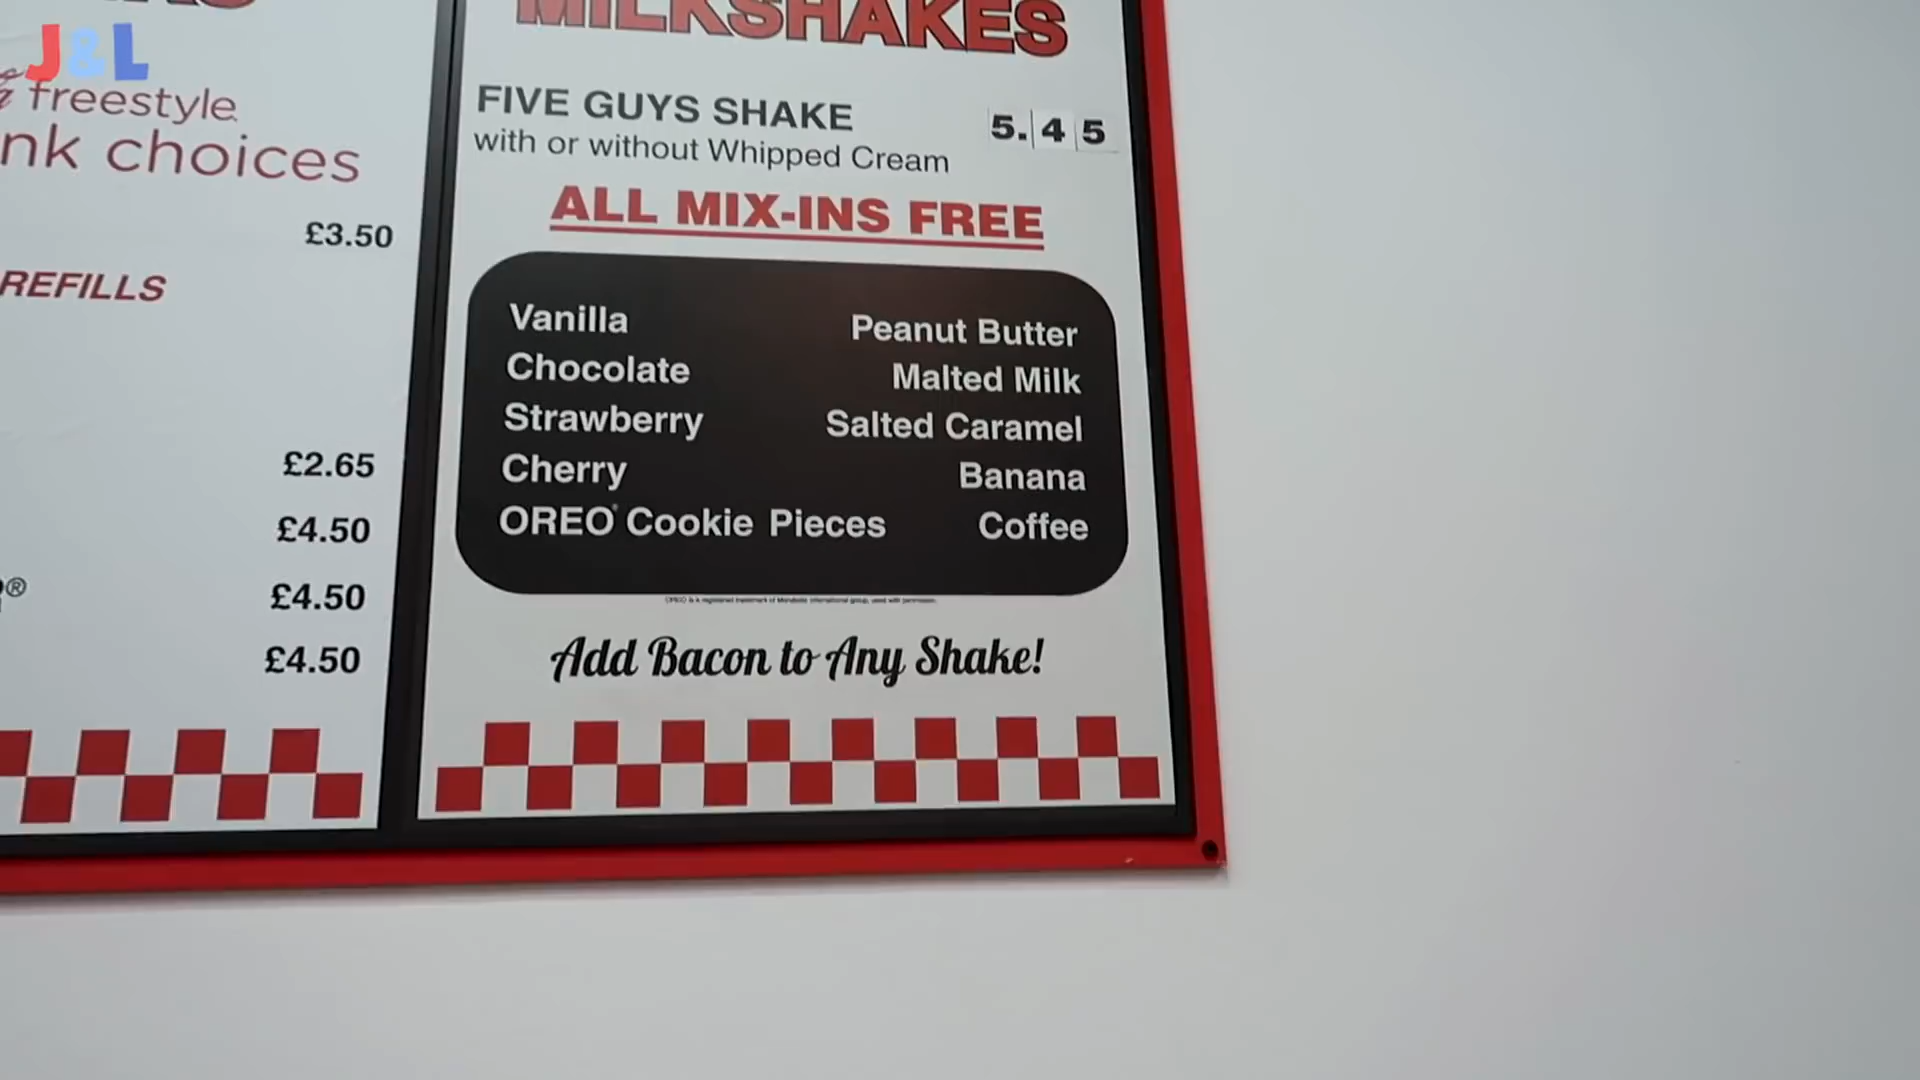 J&L
freestyle
choices
£3.50
REFILLS
£2.65
£4.50
£4.50
£4.50
MILKSHAKES
FIVE GUYS SHAKE 5.45
with or without Whipped Cream
ALL MIX-INS FREE
Vanilla Peanut Butter
Chocolate Malted Milk
Strawberry Salted Caramel
Cherry Banana
OREO® Cookie Pieces Coffee
Add Bacon to Any Shake!